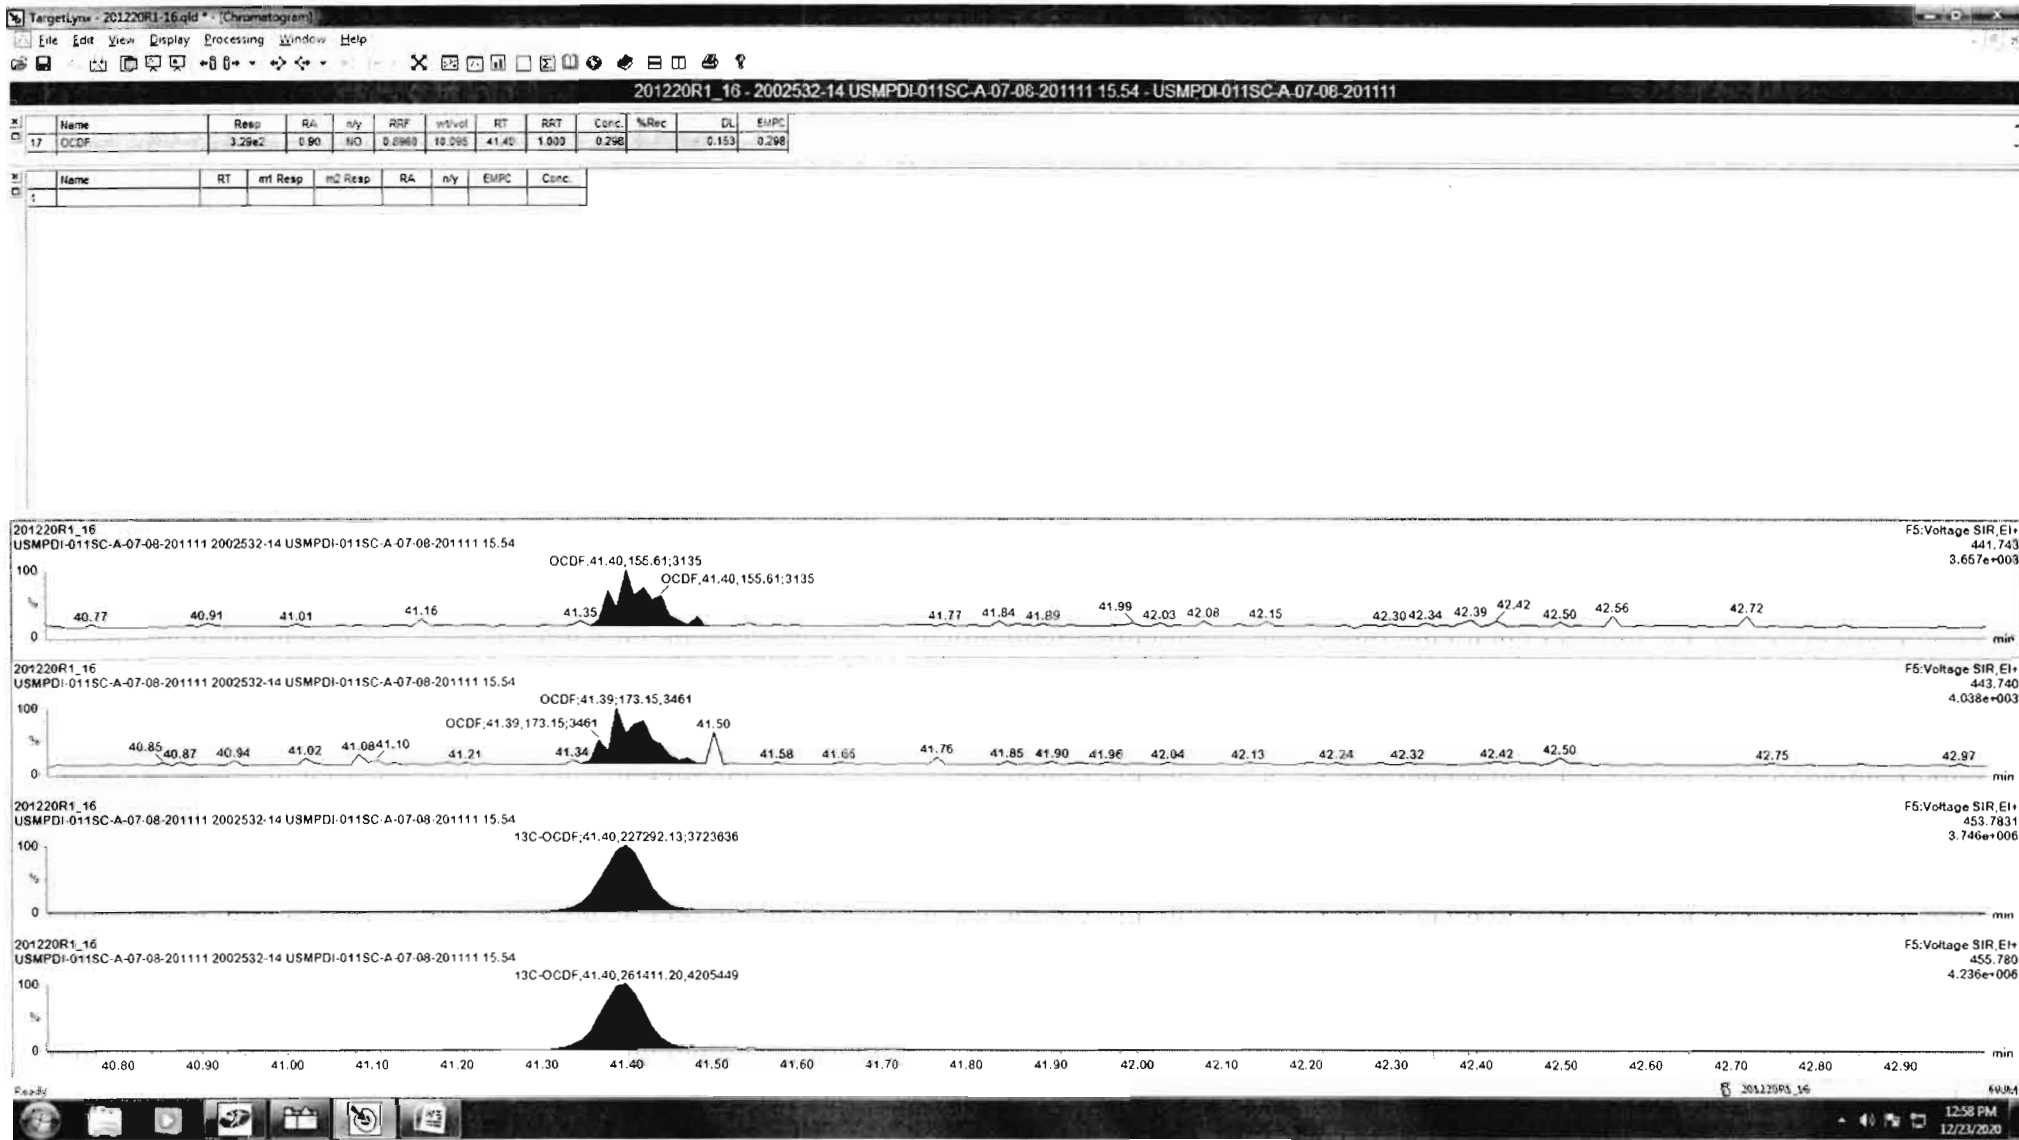 TargetLynx - 201220R1-16.qld * - [Chromatogram]
File Edit View Display Processing Window Help
201220R1_16 - 2002532-14 USMPDI-011SC-A-07-08-201111 15.54 - USMPDI-011SC-A-07-08-201111
Name Resp RA n/y RRF wt/vol RT RRT Conc. %Rec DL EMPC
17 OCDF 3.29e2 0.90 NO 10.095 41.40 1.000 0.298 0.153 0.298
Name RT m1 Resp m2 Resp RA n/y EMPC Conc.
1
201220R1_16 F5:Voltage SIR,EI+
USMPDI-011SC-A-07-08-201111 2002532-14 USMPDI-011SC-A-07-08-201111 15.54 441.743
3.657e+003
OCDF,41.40,155.61;3135
100 OCDF,41.40,155.61;3135
%
40.77 40.91 41.01 41.16 41.35 41.77 41.84 41.89 41.99 42.03 42.08 42.15 42.30 42.34 42.39 42.42 42.50 42.56 42.72
0 min
201220R1_16 F5:Voltage SIR,EI+
USMPDI-011SC-A-07-08-201111 2002532-14 USMPDI-011SC-A-07-08-201111 15.54 443.740
4.038e+003
OCDF;41.39;173.15,3461
100 OCDF;41.39,173.15;3461 41.50
%
40.85 40.87 40.94 41.02 41.08 41.10 41.21 41.34 41.58 41.65 41.76 41.85 41.90 41.96 42.04 42.13 42.24 42.32 42.42 42.50 42.75 42.97
0 min
201220R1_16 F5:Voltage SIR,EI+
USMPDI-011SC-A-07-08-201111 2002532-14 USMPDI-011SC-A-07-08-201111 15.54 453.7831
3.746e+006
13C-OCDF;41.40,227292.13;3723636
100
%
0 min
201220R1_16 F5:Voltage SIR,EI+
USMPDI-011SC-A-07-08-201111 2002532-14 USMPDI-011SC-A-07-08-201111 15.54 455.780
4.236e+006
13C-OCDF,41.40,261411.20,4205449
100
%
0 min
40.80 40.90 41.00 41.10 41.20 41.30 41.40 41.50 41.60 41.70 41.80 41.90 42.00 42.10 42.20 42.30 42.40 42.50 42.60 42.70 42.80 42.90
Ready 201220R1_16
12:58 PM
12/23/2020